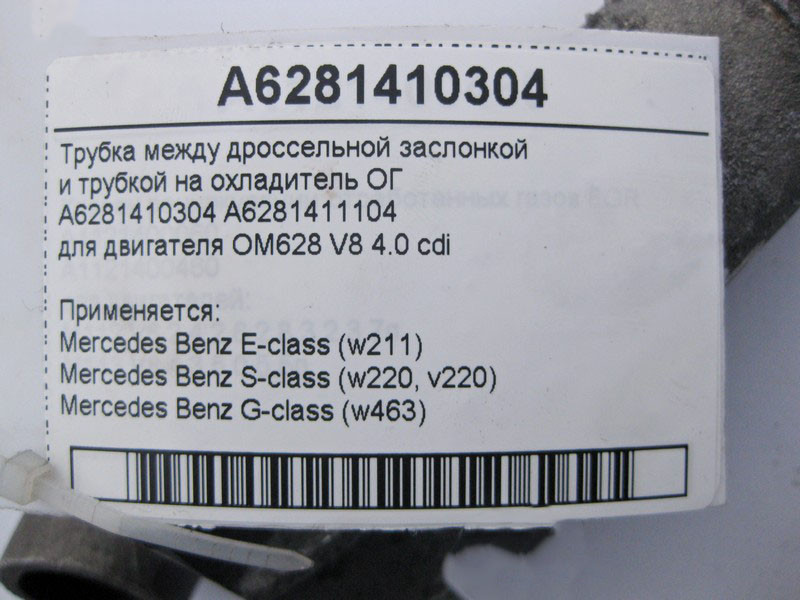 A6281410304
Трубка между дроссельной заслонкой
и трубкой на охладитель ОГ
A6281410304 A6281411104
для двигателя OM628 V8 4.0 cdi
Применяется:
Mercedes Benz E-class (w211)
Mercedes Benz S-class (w220, v220)
Mercedes Benz G-class (w463)